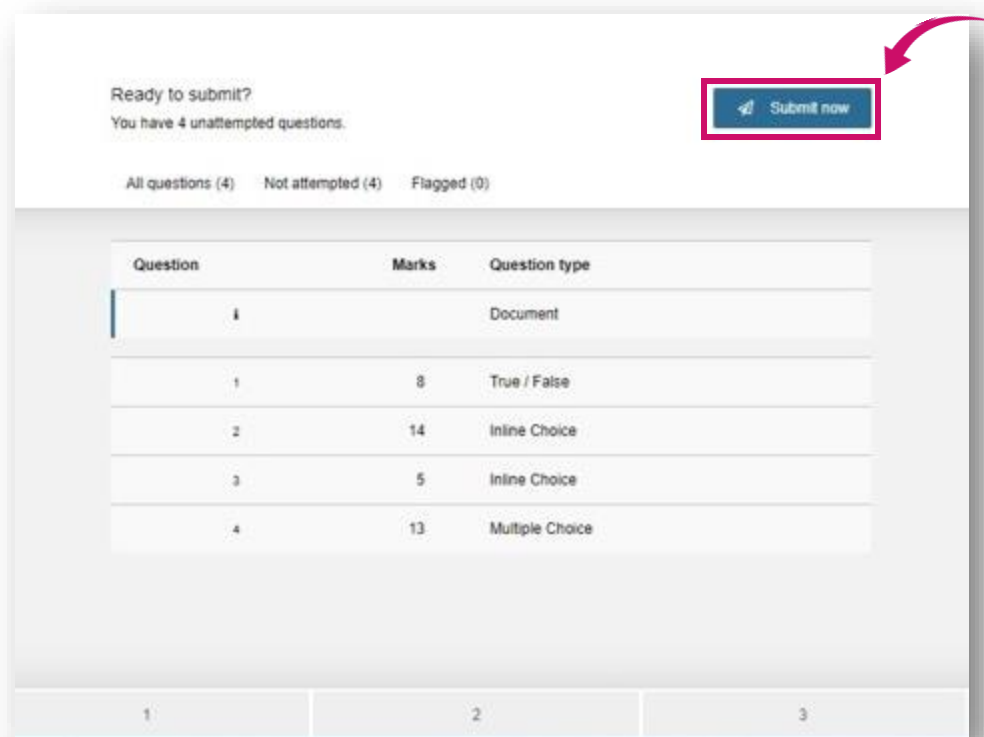 Ready to submit?
You have 4 unattempted questions.
Submit now
All questions (4) Not attempted (4) Flagged (0)
Question Marks Question type
i Document
1 8 True / False
2 14 Inline Choice
3 5 Inline Choice
4 13 Multiple Choice
1 2 3